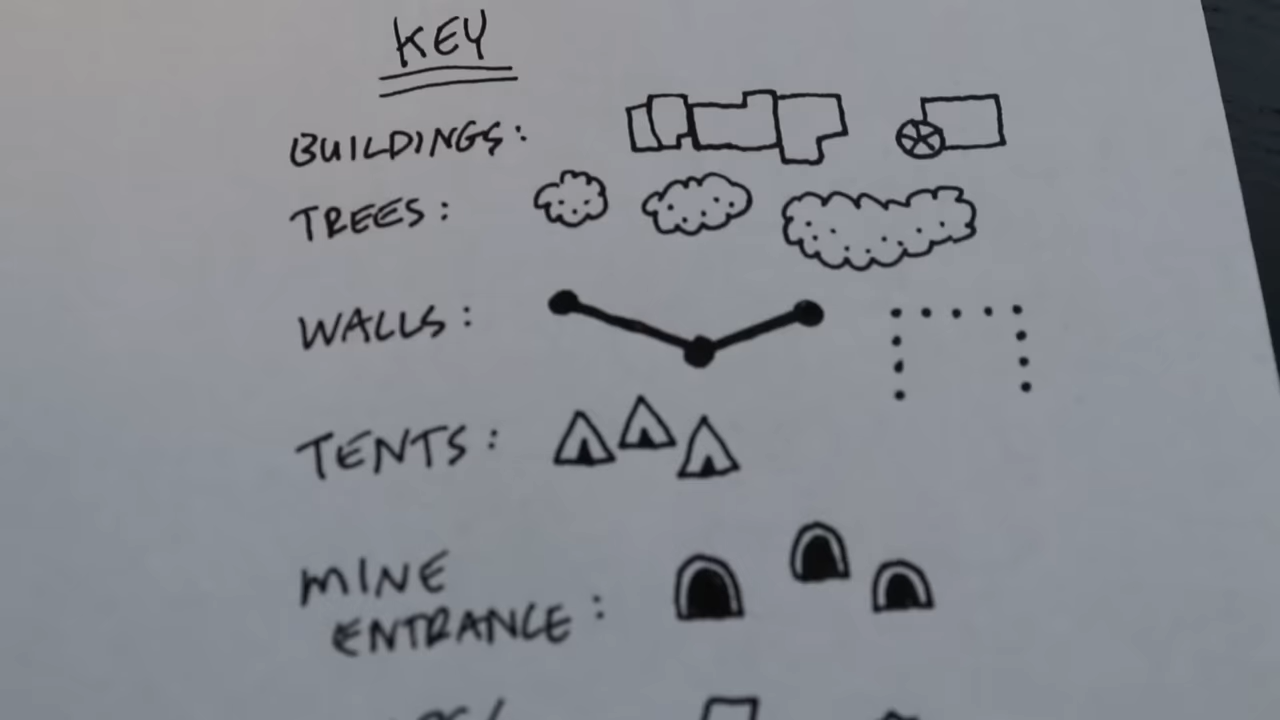 KEY
BUILDINGS:
TREES:
WALLS:
TENTS:
MINE
ENTRANCE: